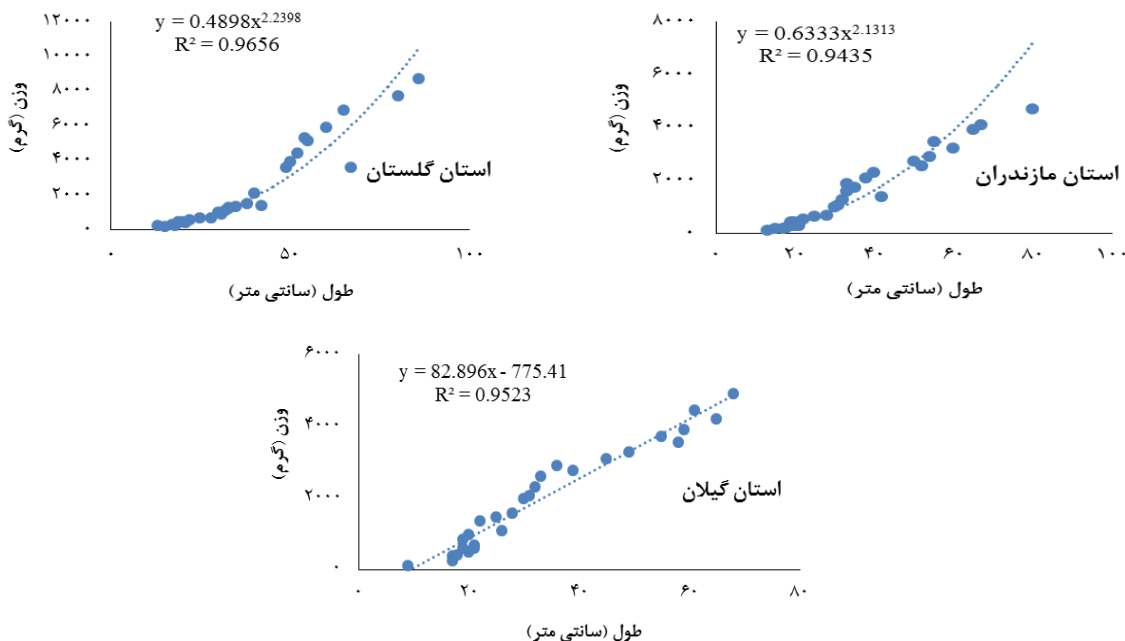 y = 0.4898x^2.2398
R² = 0.9656
۱۲۰۰۰
۱۰۰۰۰
۸۰۰۰
۶۰۰۰
۴۰۰۰
۲۰۰۰
۰
وزن (گرم)
استان گلستان
۰ ۵۰ ۱۰۰
طول (سانتی متر)
y = 0.6333x^2.1313
R² = 0.9435
۸۰۰۰
۶۰۰۰
۴۰۰۰
۲۰۰۰
۰
وزن (گرم)
استان مازندران
۰ ۲۰ ۴۰ ۶۰ ۸۰ ۱۰۰
طول (سانتی متر)
y = 82.896x - 775.41
R² = 0.9523
۶۰۰۰
۴۰۰۰
۲۰۰۰
۰
وزن (گرم)
استان گیلان
۰ ۲۰ ۴۰ ۶۰ ۸۰
طول (سانتی متر)